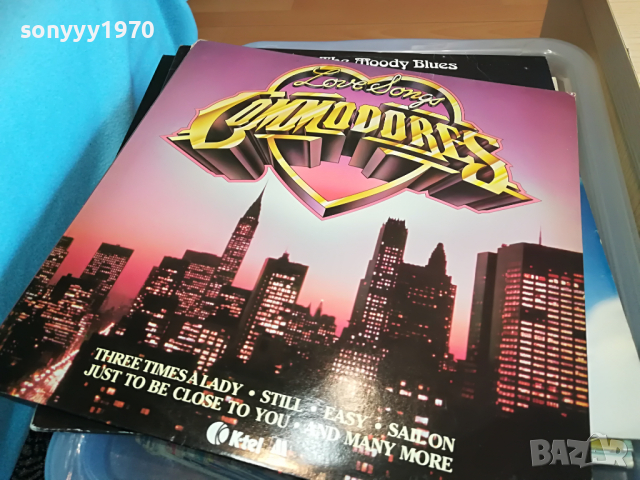 sonyyy1970
The Moody Blues
Love Songs
COMMODORES
THREE TIMES A LADY • STILL • EASY • SAIL ON
JUST TO BE CLOSE TO YOU • AND MANY MORE
K-tel
BAZAR